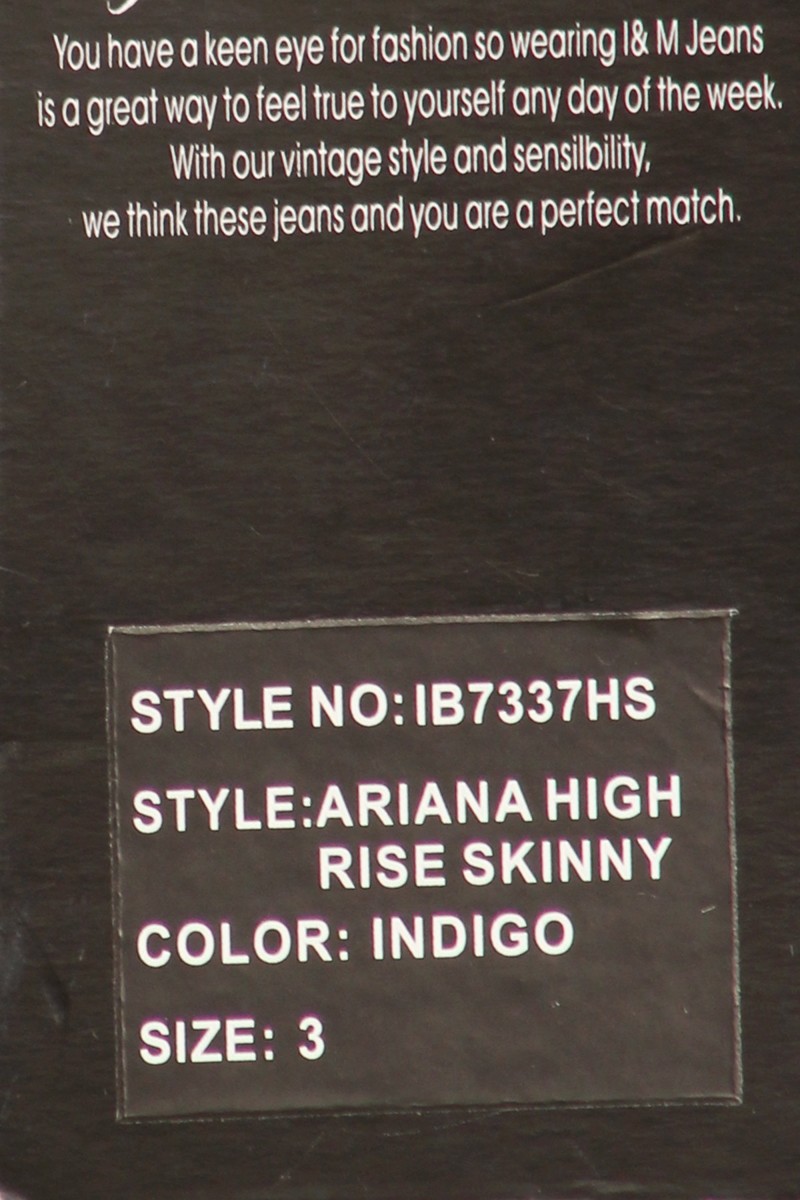 You have a keen eye for fashion so wearing I& M Jeans
is a great way to feel true to yourself any day of the week.
With our vintage style and sensilbility,
we think these jeans and you are a perfect match.
STYLE NO:IB7337HS
STYLE:ARIANA HIGH
RISE SKINNY
COLOR: INDIGO
SIZE: 3